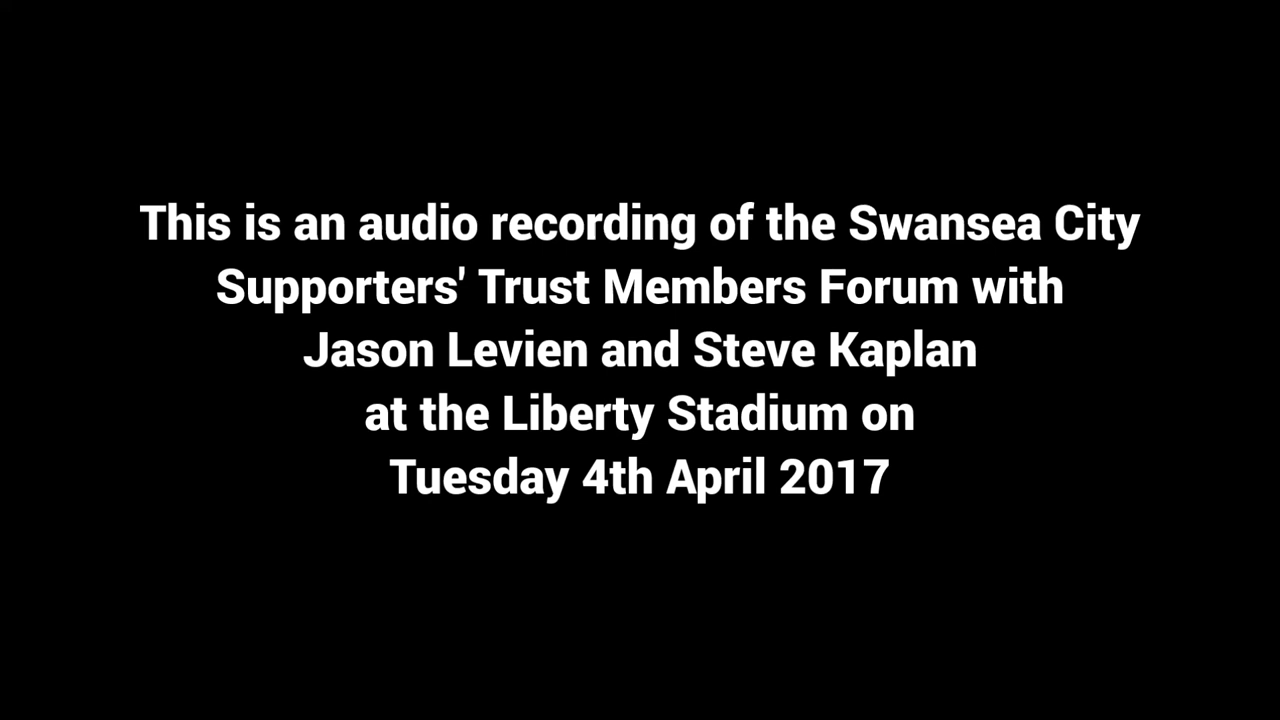 This is an audio recording of the Swansea City
Supporters' Trust Members Forum with
Jason Levien and Steve Kaplan
at the Liberty Stadium on
Tuesday 4th April 2017